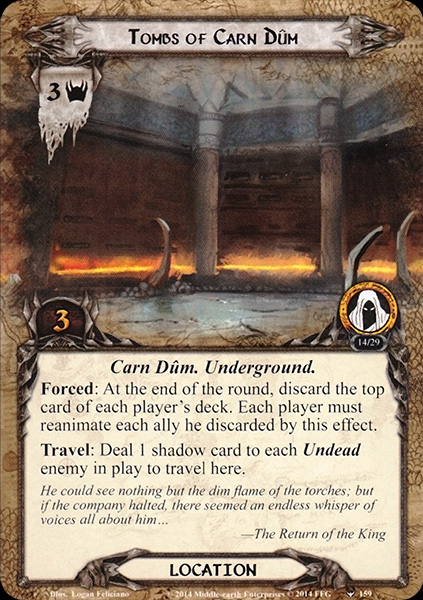 Tombs of Carn Dûm
3
3
14/29
Carn Dûm. Underground.
Forced: At the end of the round, discard the top
card of each player's deck. Each player must
reanimate each ally he discarded by this effect.
Travel: Deal 1 shadow card to each Undead
enemy in play to travel here.
He could see nothing but the dim flame of the torches; but
if the company halted, there seemed an endless whisper of
voices all about him…
—The Return of the King
LOCATION
Illus. Logan Feliciano 2014 Middle-earth Enterprises © 2014 FFG 159